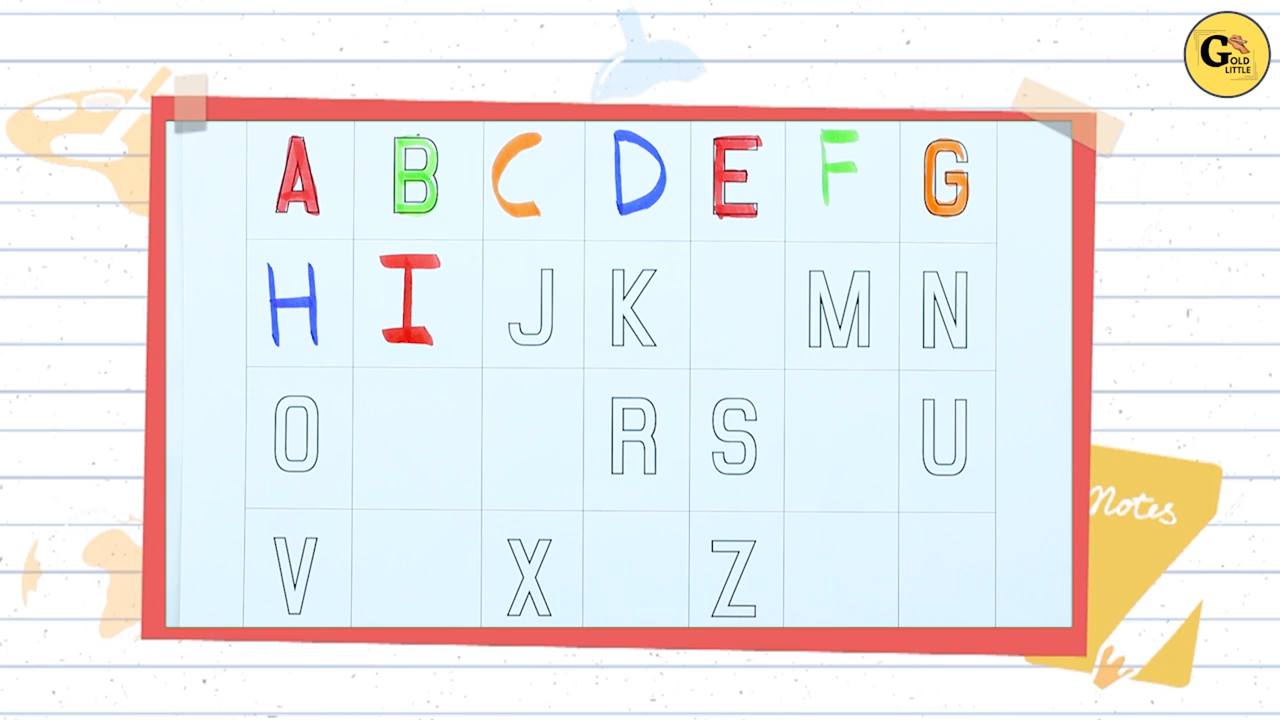 GOLD
LITTLE
A B C D E F G
H I J K M N
O R S U
V X Z
Notes